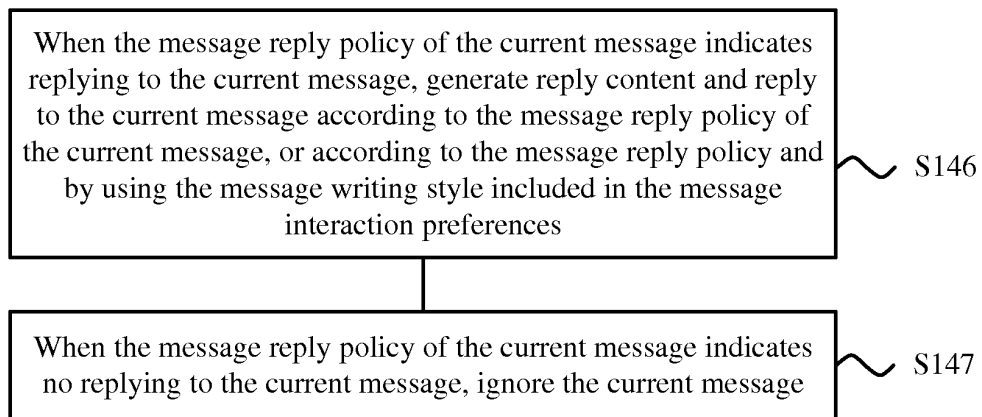 When the message reply policy of the current message indicates
replying to the current message, generate reply content and reply
to the current message according to the message reply policy of
the current message, or according to the message reply policy and
by using the message writing style included in the message
interaction preferences
S146
When the message reply policy of the current message indicates
no replying to the current message, ignore the current message
S147